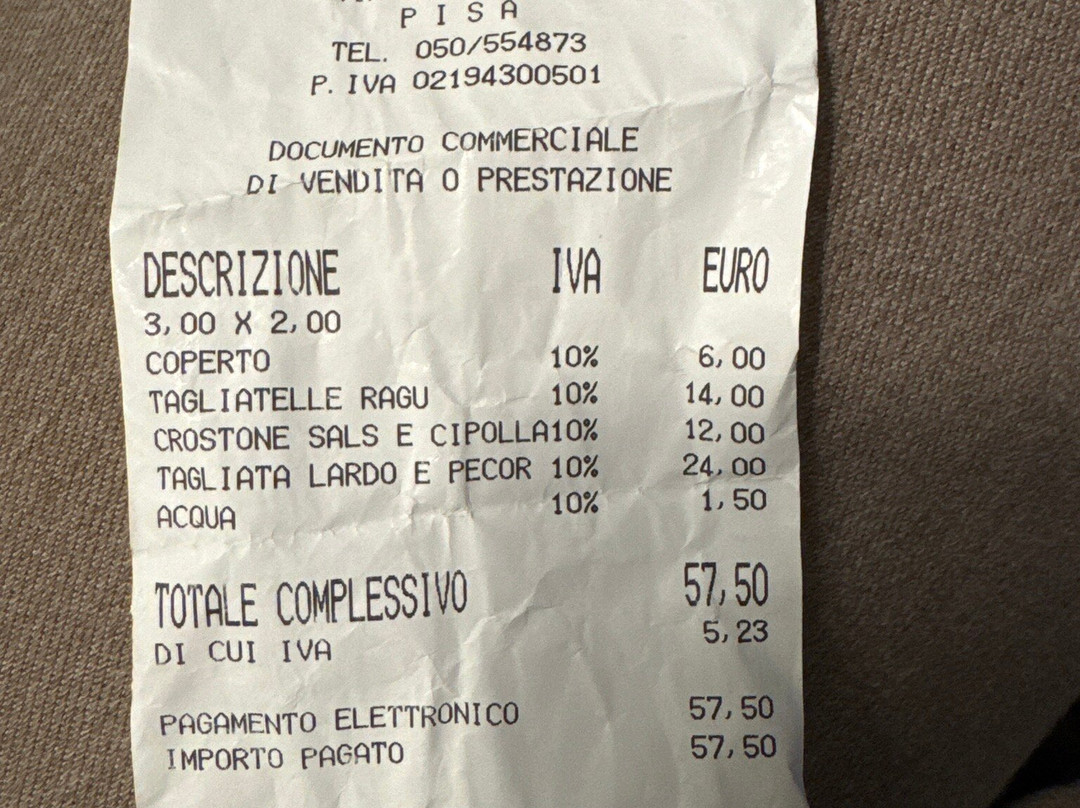 PISA
TEL. 050/554873
P. IVA 02194300501
DOCUMENTO COMMERCIALE
DI VENDITA O PRESTAZIONE
DESCRIZIONE IVA EURO
3,00 X 2,00
COPERTO 10% 6,00
TAGLIATELLE RAGU 10% 14,00
CROSTONE SALS E CIPOLLA10% 12,00
TAGLIATA LARDO E PECOR 10% 24,00
ACQUA 10% 1,50
TOTALE COMPLESSIVO 57,50
DI CUI IVA 5,23
PAGAMENTO ELETTRONICO 57,50
IMPORTO PAGATO 57,50